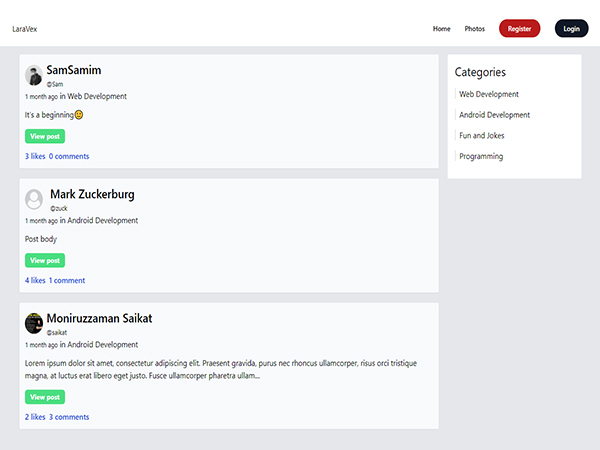 LaraVex
Home Photos Register Login
SamSamim
@Sam
1 month ago in Web Development
It's a beginning😊
View post
3 likes 0 comments
Mark Zuckerburg
@zuck
1 month ago in Android Development
Post body
View post
4 likes 1 comment
Moniruzzaman Saikat
@saikat
1 month ago in Android Development
Lorem ipsum dolor sit amet, consectetur adipiscing elit. Praesent gravida, purus nec rhoncus ullamcorper, risus orci tristique
magna, at luctus erat libero eget justo. Fusce ullamcorper pharetra ullam...
View post
2 likes 3 comments
Categories
Web Development
Android Development
Fun and Jokes
Programming